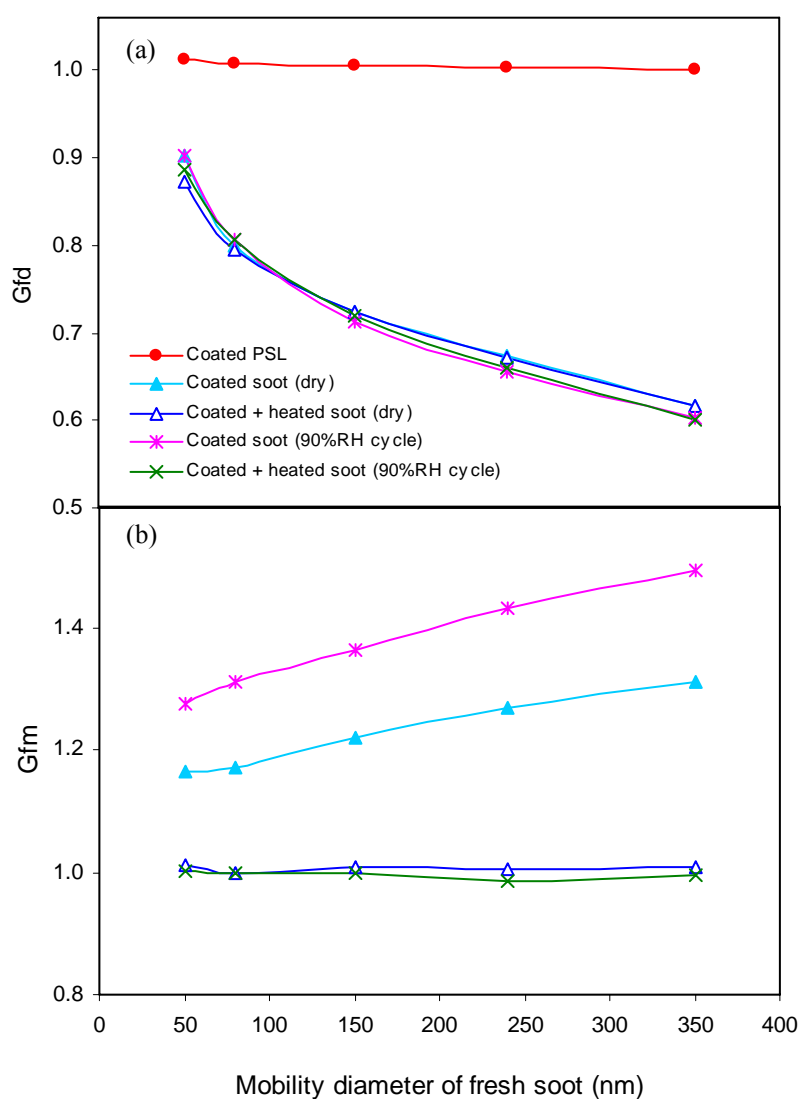 (a)
1.0
0.9
0.8
0.7
0.6
0.5
Gfd
Coated PSL
Coated soot (dry)
Coated + heated soot (dry)
Coated soot (90%RH cycle)
Coated + heated soot (90%RH cycle)
(b)
1.4
1.2
1.0
0.8
Gfm
0 50 100 150 200 250 300 350 400
Mobility diameter of fresh soot (nm)